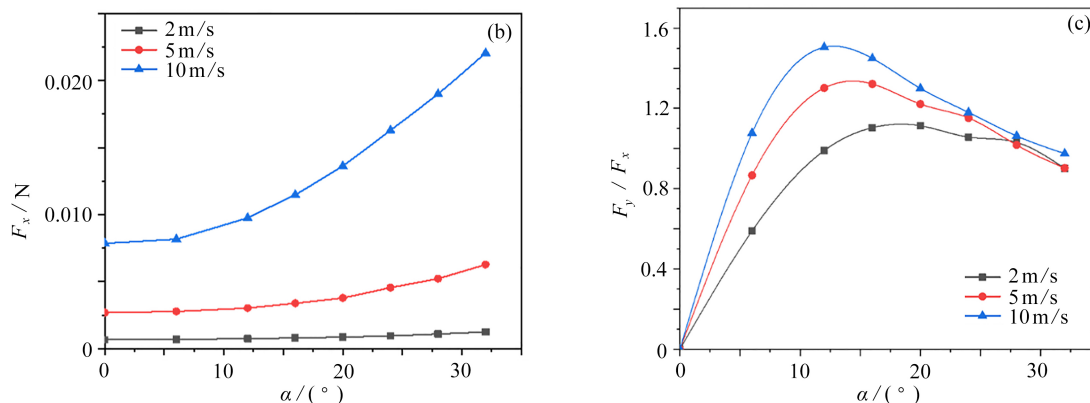 (b)
2 m/s
5 m/s
10 m/s
0.020
0.010
0
F_x / N
0 10 20 30
α / ( ° )
(c)
1.6
1.2
0.8
0.4
0
F_y / F_x
2 m/s
5 m/s
10 m/s
0 10 20 30
α / ( ° )